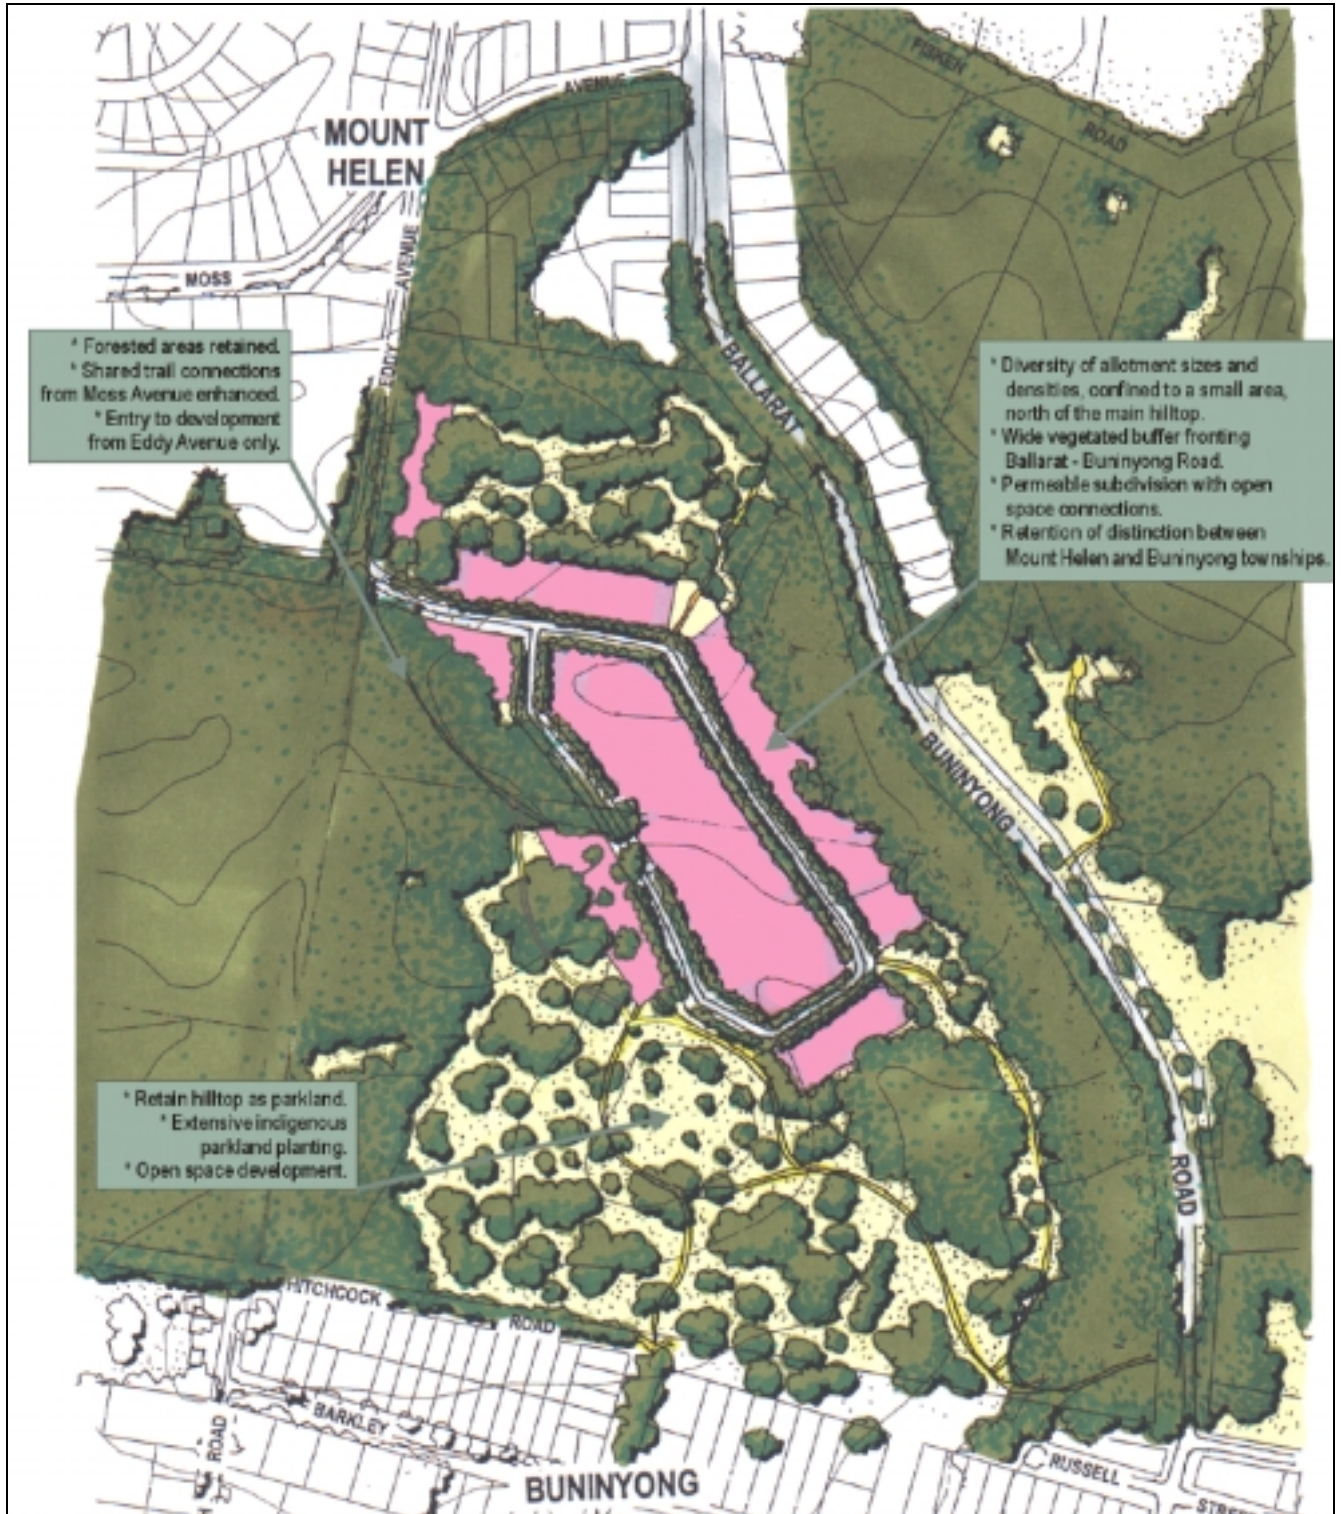 FISKEN
ROAD
AVENUE
MOUNT
HELEN
MOSS
EDDY AVENUE
* Forested areas retained.
* Shared trail connections
from Moss Avenue enhanced.
* Entry to development
from Eddy Avenue only.
BALLARAT
* Diversity of allotment sizes and
densities, confined to a small area,
north of the main hilltop.
* Wide vegetated buffer fronting
Ballarat - Buninyong Road.
* Permeable subdivision with open
space connections.
* Retention of distinction between
Mount Helen and Buninyong townships.
BUNINYONG
ROAD
* Retain hilltop as parkland.
* Extensive indigenous
parkland planting.
* Open space development.
HITCHCOCK
ROAD
BARKLEY
ROAD
BUNINYONG
RUSSELL